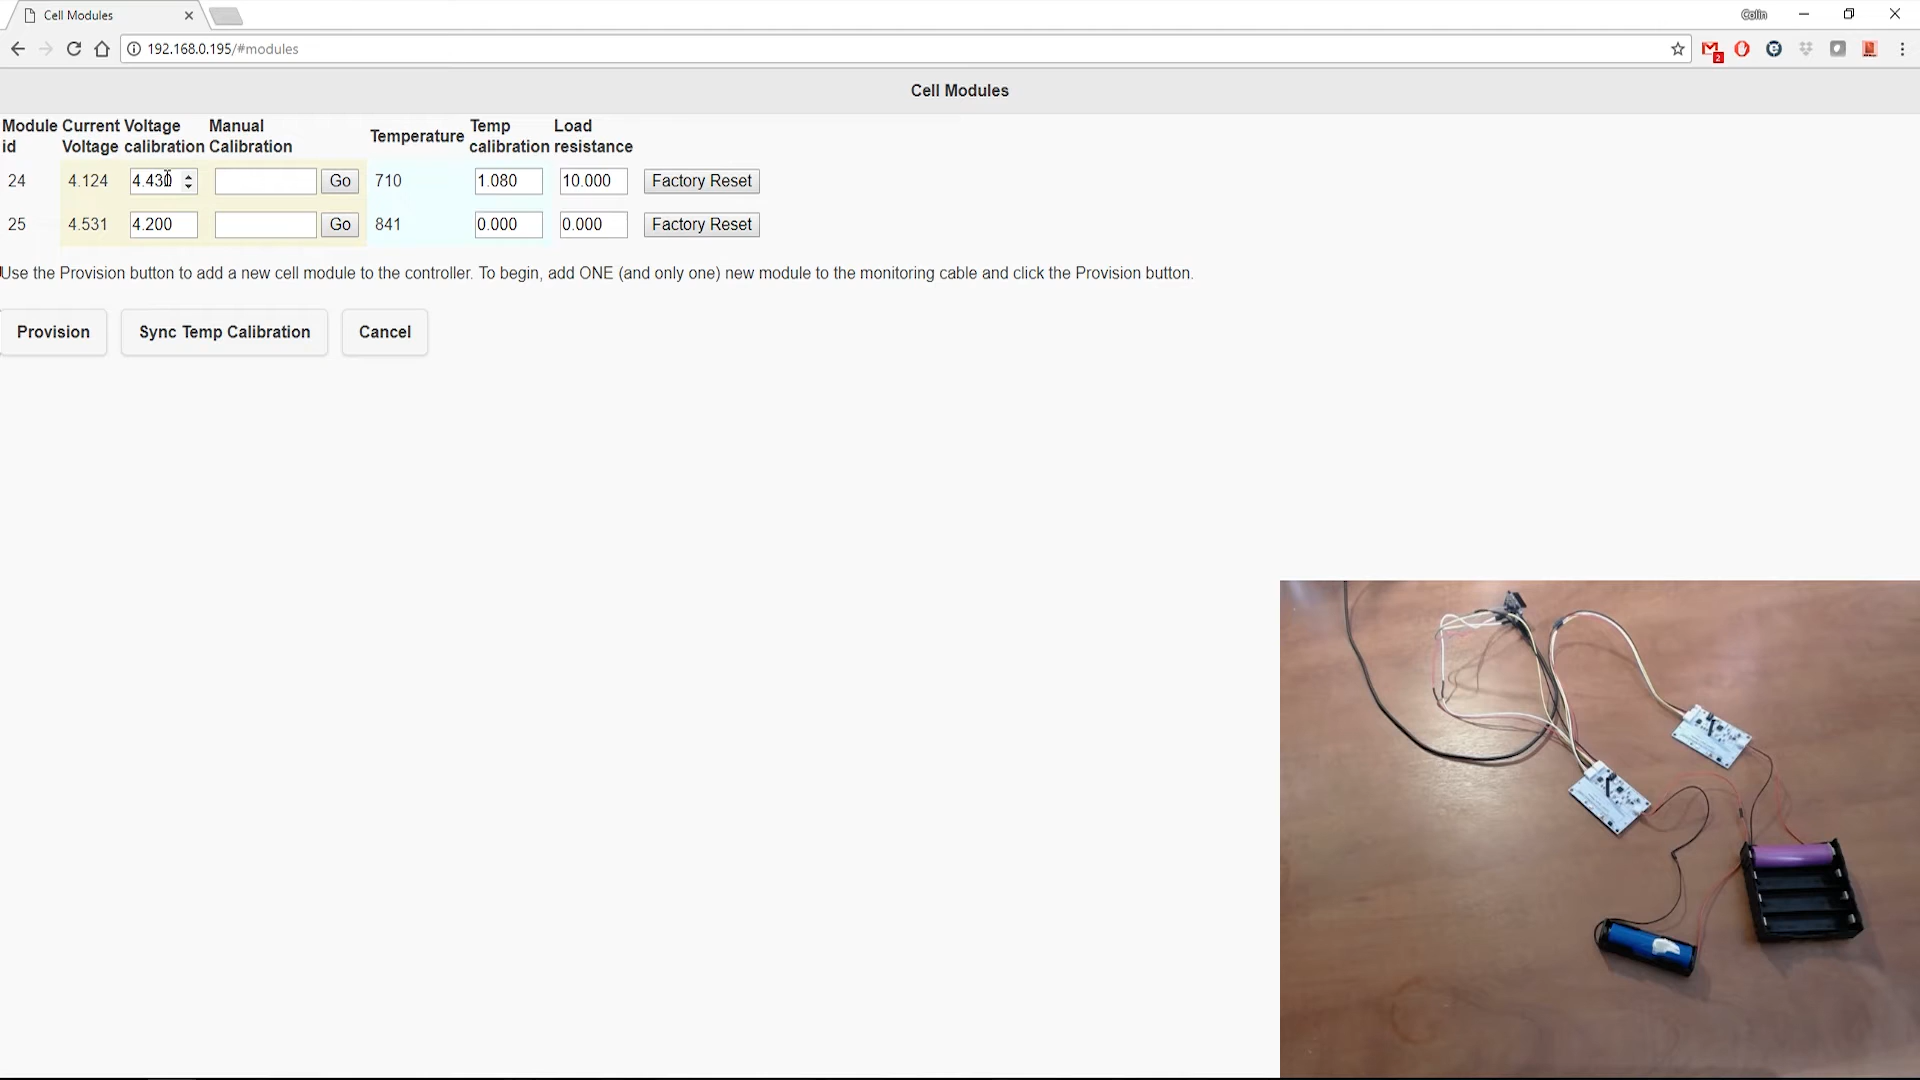 Cell Modules
Colin
192.168.0.195/#modules
2
Cell Modules
Module id Current Voltage Voltage calibration Manual Calibration Temperature Temp calibration Load resistance
24 4.124 4.430 Go 710 1.080 10.000 Factory Reset
25 4.531 4.200 Go 841 0.000 0.000 Factory Reset
Use the Provision button to add a new cell module to the controller. To begin, add ONE (and only one) new module to the monitoring cable and click the Provision button.
Provision Sync Temp Calibration Cancel